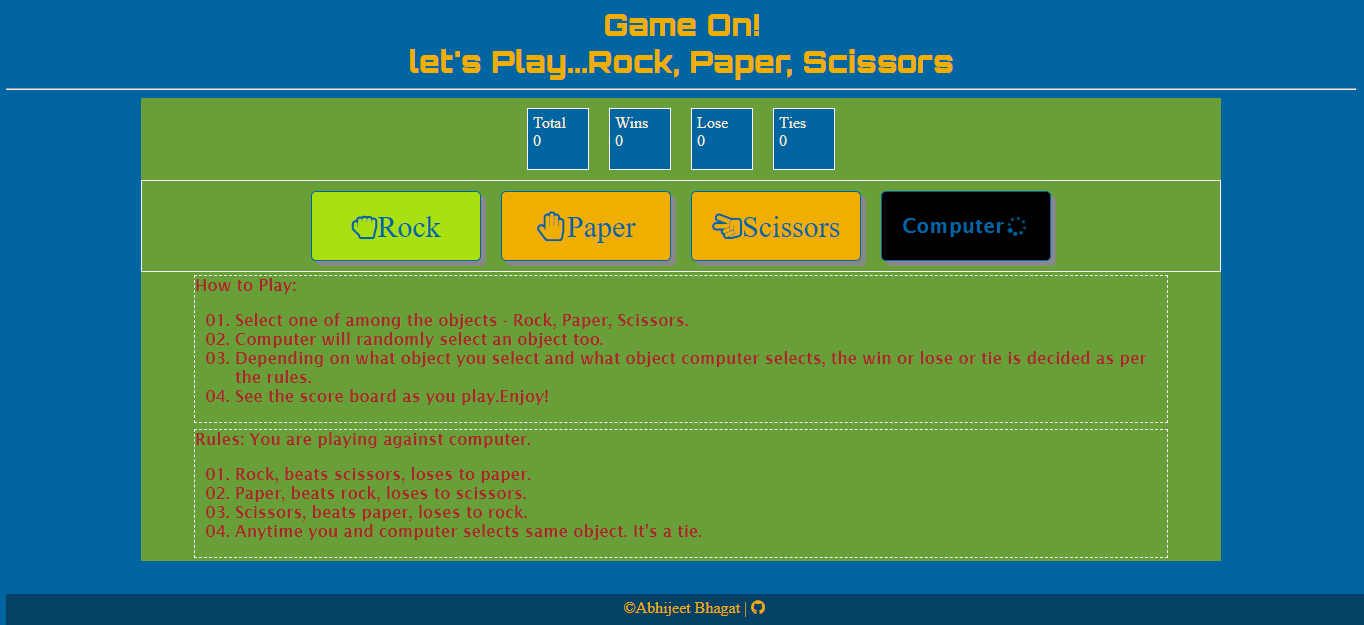 Game On!
let's Play...Rock, Paper, Scissors
Total Wins Lose Ties
0 0 0 0
Rock Paper Scissors Computer
How to Play:
01. Select one of among the objects - Rock, Paper, Scissors.
02. Computer will randomly select an object too.
03. Depending on what object you select and what object computer selects, the win or lose or tie is decided as per
the rules.
04. See the score board as you play.Enjoy!
Rules: You are playing against computer.
01. Rock, beats scissors, loses to paper.
02. Paper, beats rock, loses to scissors.
03. Scissors, beats paper, loses to rock.
04. Anytime you and computer selects same object. It's a tie.
©Abhijeet Bhagat |